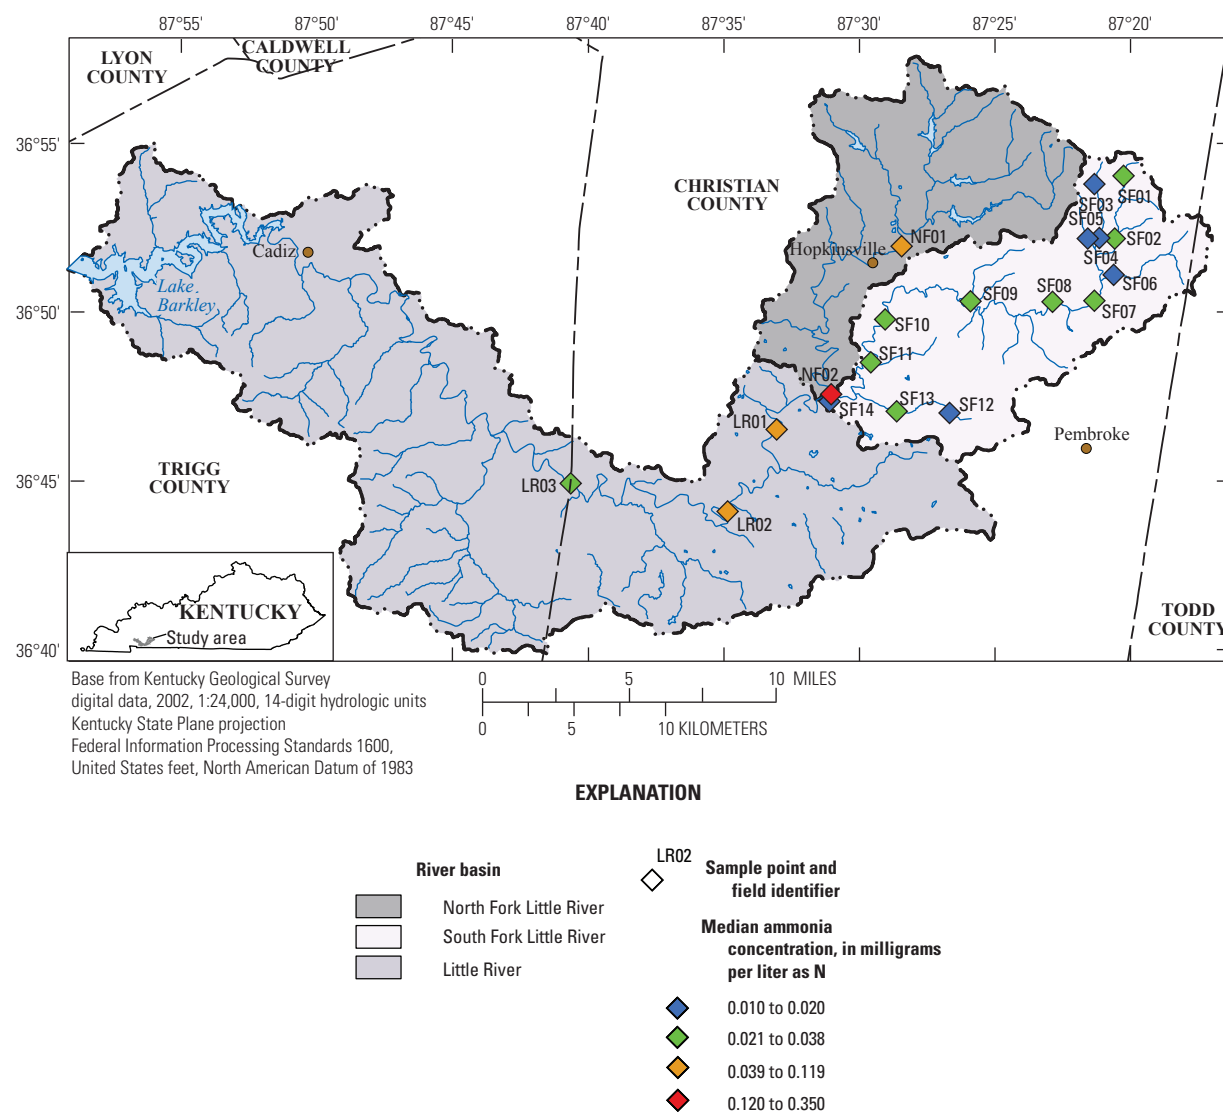 87°55' 87°50' 87°45' 87°40' 87°35' 87°30' 87°25' 87°20'
LYON
COUNTY
CALDWELL
COUNTY
36°55'
CHRISTIAN
COUNTY
SF03
SF01
SF05
NF01
SF02
Cadiz
Hopkinsville
SF04
Lake
Barkley
SF06
SF09
SF08
36°50'
SF07
SF10
SF11
NF02
SF13
SF12
SF14
LR01
Pembroke
TRIGG
COUNTY
36°45'
LR03
LR02
KENTUCKY
Study area
TODD
COUNTY
36°40'
Base from Kentucky Geological Survey
digital data, 2002, 1:24,000, 14-digit hydrologic units
Kentucky State Plane projection
Federal Information Processing Standards 1600,
United States feet, North American Datum of 1983
0 5 10 MILES
0 5 10 KILOMETERS
EXPLANATION
River basin
North Fork Little River
South Fork Little River
Little River
LR02
Sample point and
field identifier
Median ammonia
concentration, in milligrams
per liter as N
0.010 to 0.020
0.021 to 0.038
0.039 to 0.119
0.120 to 0.350